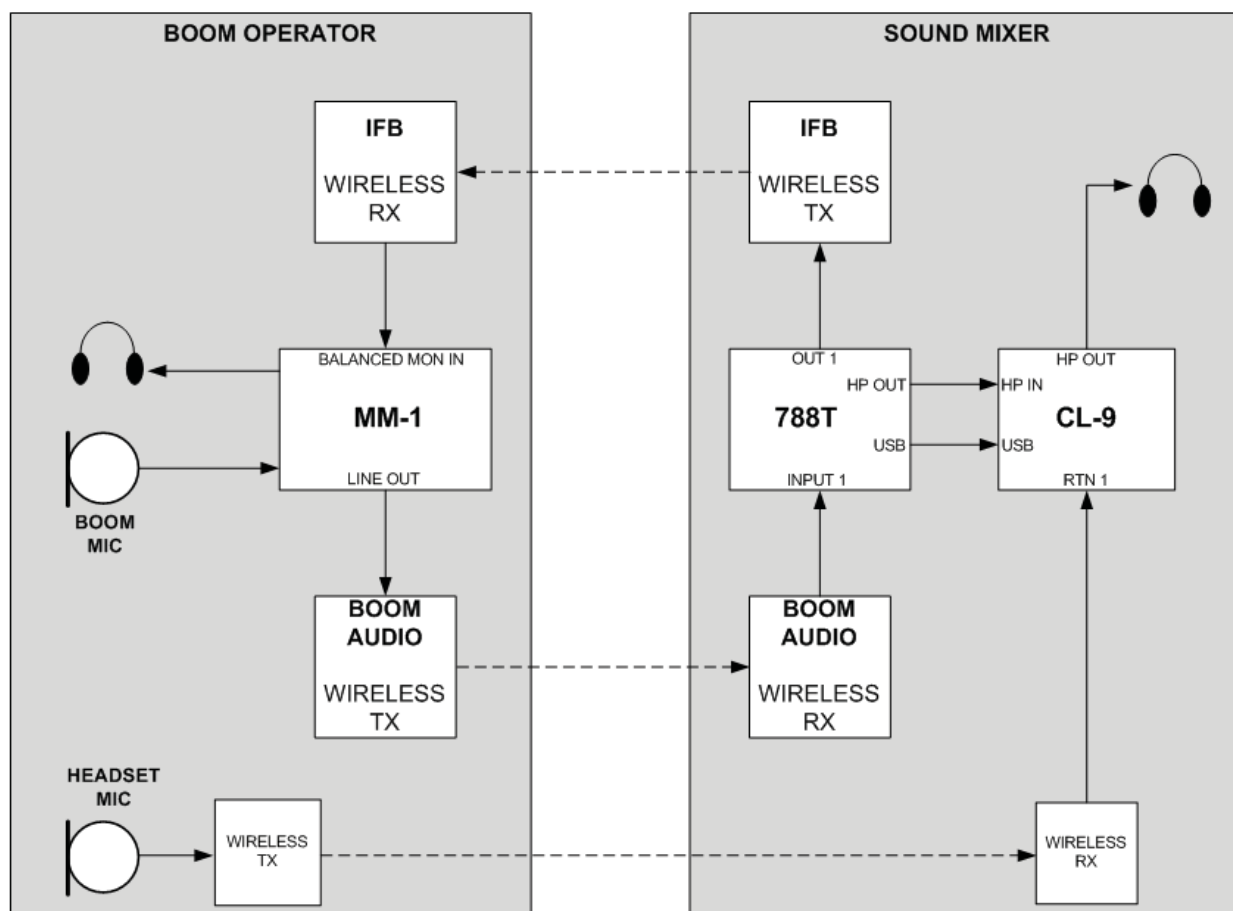 BOOM OPERATOR
IFB
WIRELESS
RX
BALANCED MON IN
MM-1
LINE OUT
BOOM
MIC
BOOM
AUDIO
WIRELESS
TX
HEADSET
MIC
WIRELESS
TX
SOUND MIXER
IFB
WIRELESS
TX
OUT 1
HP OUT
788T
USB
INPUT 1
HP OUT
HP IN
CL-9
USB
RTN 1
BOOM
AUDIO
WIRELESS
RX
WIRELESS
RX